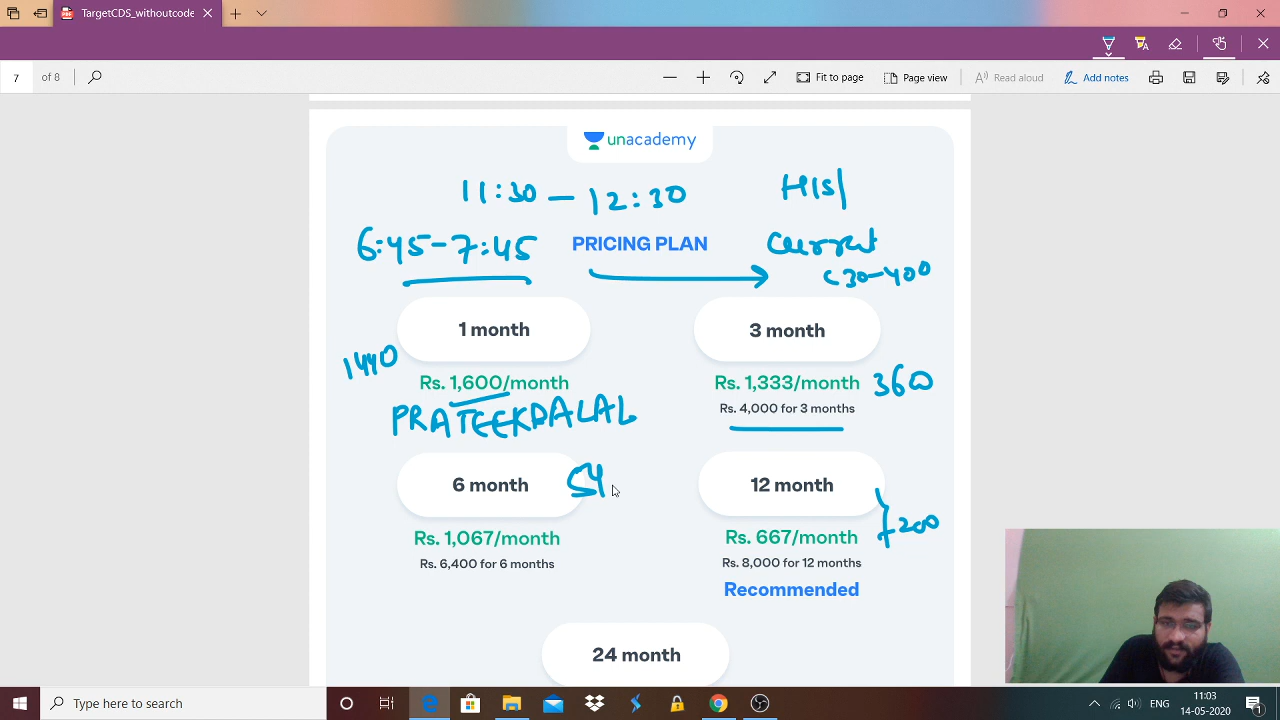 TargetCDS_withoutcode
7 of 8
Fit to page
Page view
Read aloud
Add notes
unacademy
11:30 - 12:30
HIS/
6:45-7:45
PRICING PLAN
Current
1 month
3 month
1440
Rs. 1,600/month
Rs. 1,333/month
360
Rs. 4,000 for 3 months
PRATEEKDALAL
6 month
54
12 month
Rs. 1,067/month
Rs. 667/month
200
Rs. 6,400 for 6 months
Rs. 8,000 for 12 months
Recommended
24 month
Type here to search
ENG
11:03
14-05-2020